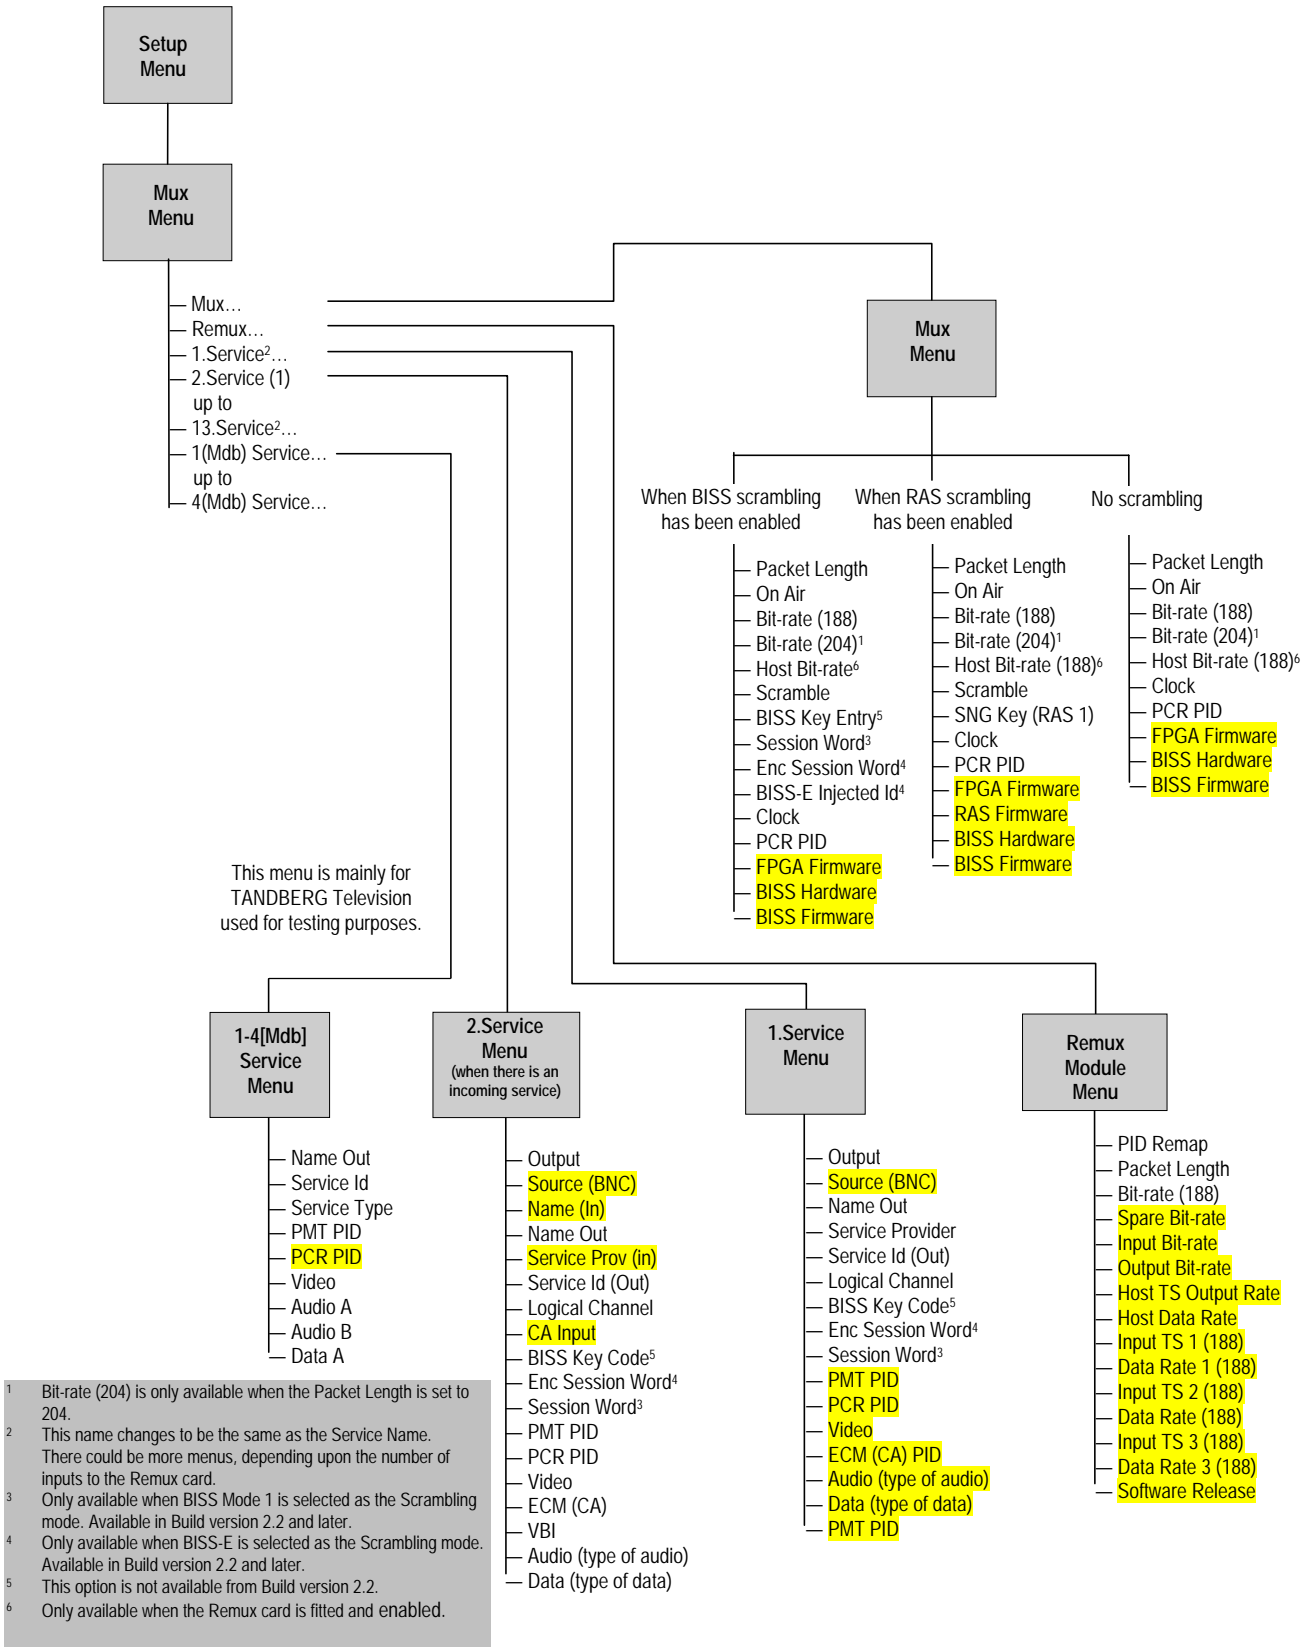 Setup
Menu
Mux
Menu
Mux…
Remux…
1.Service²…
2.Service (1)
up to
13.Service²…
1(Mdb) Service…
up to
4(Mdb) Service…
Mux
Menu
When BISS scrambling
has been enabled
Packet Length
On Air
Bit-rate (188)
Bit-rate (204)¹
Host Bit-rate⁶
Scramble
BISS Key Entry⁵
Session Word³
Enc Session Word⁴
BISS-E Injected Id⁴
Clock
PCR PID
FPGA Firmware
BISS Hardware
BISS Firmware
When RAS scrambling
has been enabled
Packet Length
On Air
Bit-rate (188)
Bit-rate (204)¹
Host Bit-rate (188)⁶
Scramble
SNG Key (RAS 1)
Clock
PCR PID
FPGA Firmware
RAS Firmware
BISS Hardware
BISS Firmware
No scrambling
Packet Length
On Air
Bit-rate (188)
Bit-rate (204)¹
Host Bit-rate (188)⁶
Clock
PCR PID
FPGA Firmware
BISS Hardware
BISS Firmware
This menu is mainly for
TANDBERG Television
used for testing purposes.
1-4[Mdb]
Service
Menu
Name Out
Service Id
Service Type
PMT PID
PCR PID
Video
Audio A
Audio B
Data A
2.Service
Menu
(when there is an
incoming service)
Output
Source (BNC)
Name (In)
Name Out
Service Prov (in)
Service Id (Out)
Logical Channel
CA Input
BISS Key Code⁵
Enc Session Word⁴
Session Word³
PMT PID
PCR PID
Video
ECM (CA)
VBI
Audio (type of audio)
Data (type of data)
1.Service
Menu
Output
Source (BNC)
Name Out
Service Provider
Service Id (Out)
Logical Channel
BISS Key Code⁵
Enc Session Word⁴
Session Word³
PMT PID
PCR PID
Video
ECM (CA) PID
Audio (type of audio)
Data (type of data)
PMT PID
Remux
Module
Menu
PID Remap
Packet Length
Bit-rate (188)
Spare Bit-rate
Input Bit-rate
Output Bit-rate
Host TS Output Rate
Host Data Rate
Input TS 1 (188)
Data Rate 1 (188)
Input TS 2 (188)
Data Rate (188)
Input TS 3 (188)
Data Rate 3 (188)
Software Release
¹ Bit-rate (204) is only available when the Packet Length is set to
204.
² This name changes to be the same as the Service Name.
There could be more menus, depending upon the number of
inputs to the Remux card.
³ Only available when BISS Mode 1 is selected as the Scrambling
mode. Available in Build version 2.2 and later.
⁴ Only available when BISS-E is selected as the Scrambling mode.
Available in Build version 2.2 and later.
⁵ This option is not available from Build version 2.2.
⁶ Only available when the Remux card is fitted and enabled.